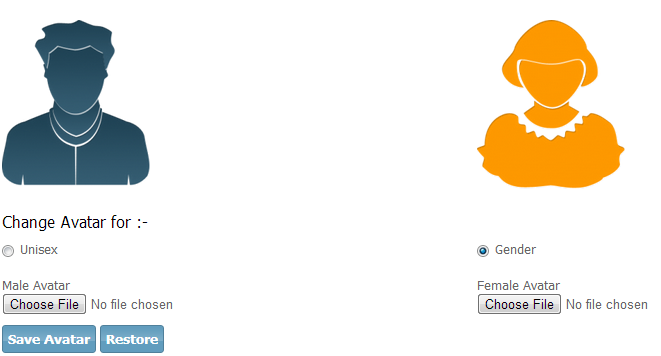 Change Avatar for :-
Unisex Gender
Male Avatar Female Avatar
Choose File No file chosen Choose File No file chosen
Save Avatar Restore